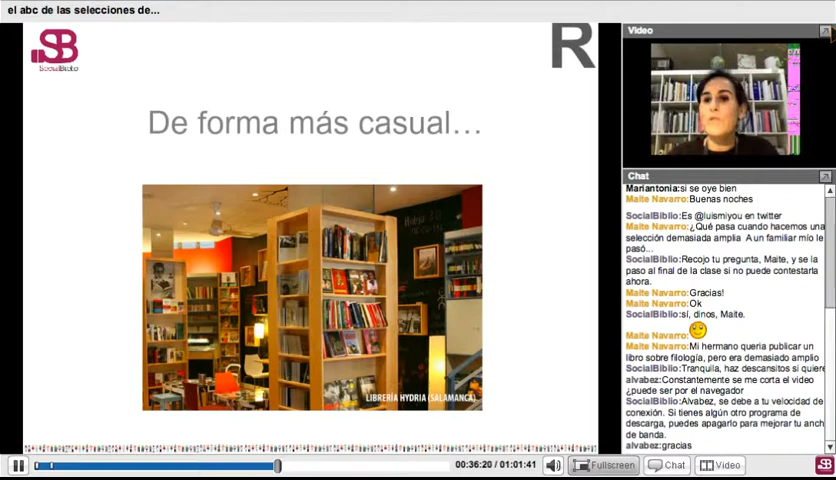 el abc de las selecciones de...
SB
SocialBiblio
R
De forma más casual...
LIBRERÍA HYDRIA (SALAMANCA)
Video
Chat
Mariantonia:si se oye bien
Maite Navarro:Buenas noches
SocialBiblio:Es @luismiyou en twitter
Maite Navarro:¿Qué pasa cuando hacemos una
selección demasiada amplia A un familiar mío le
pasó...
SocialBiblio:Recojo tu pregunta, Maite, y se la
paso al final de la clase si no puede contestarla
ahora.
Maite Navarro:Gracias!
Maite Navarro:Ok
SocialBiblio:sí, dinos, Maite.
Maite Navarro:
Maite Navarro:Mi hermano queria publicar un
libro sobre filología, pero era demasiado amplio
SocialBiblio:Tranquila, haz descansitos si quiere
alvabez:Constantemente se me corta el video
¿puede ser por el navegador
SocialBiblio:Alvabez, se debe a tu velocidad de
conexión. Si tienes algún otro programa de
descarga, puedes apagarlo para mejorar tu anch
de banda.
alvabez:gracias
00:36:20 / 01:01:41
Fullscreen
Chat
Video
SB